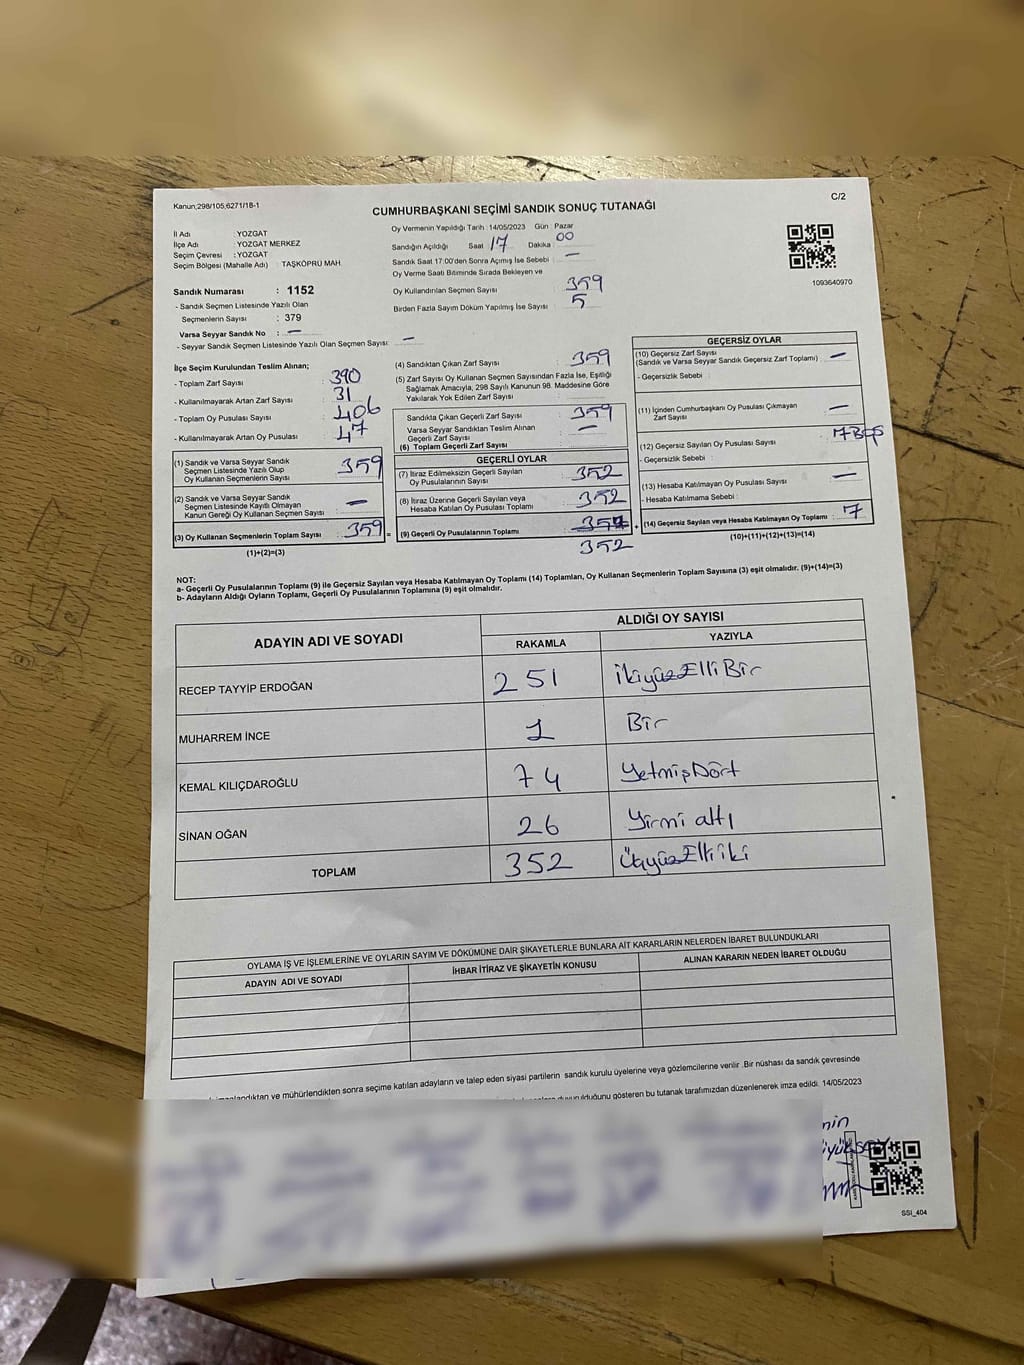 Kanun;298/105,6271/18-1
C/2
CUMHURBAŞKANI SEÇİMİ SANDIK SONUÇ TUTANAĞI
İl Adı : YOZGAT
İlçe Adı : YOZGAT MERKEZ
Seçim Çevresi : YOZGAT
Seçim Bölgesi (Mahalle Adı) : TAŞKÖPRÜ MAH.
Sandık Numarası : 1152
- Sandık Seçmen Listesinde Yazılı Olan
Seçmenlerin Sayısı : 379
Varsa Seyyar Sandık No : —
- Seyyar Sandık Seçmen Listesinde Yazılı Olan Seçmen Sayısı: —
Oy Vermenin Yapıldığı Tarih : 14/05/2023 Gün Pazar
Sandığın Açıldığı Saat 17 Dakika 00
Sandık Saat 17:00'den Sonra Açımış İse Sebebi : —
Oy Verme Saati Bitiminde Sırada Bekleyen ve
Oy Kullandırılan Seçmen Sayısı : 359
Birden Fazla Sayım Döküm Yapılmış İse Sayısı : 5
1093640970
İlçe Seçim Kurulundan Teslim Alınan;
- Toplam Zarf Sayısı : 390
- Kullanılmayarak Artan Zarf Sayısı : 31
- Toplam Oy Pusulası Sayısı : 406
- Kullanılmayarak Artan Oy Pusulası : 47
(1) Sandık ve Varsa Seyyar Sandık
Seçmen Listesinde Yazılı Olup
Oy Kullanan Seçmenlerin Sayısı : 359
(2) Sandık ve Varsa Seyyar Sandık
Seçmen Listesinde Kayıtlı Olmayan
Kanun Gereği Oy Kullanan Seçmen Sayısı : —
(3) Oy Kullanan Seçmenlerin Toplam Sayısı : 359
(1)+(2)=(3)
(4) Sandıktan Çıkan Zarf Sayısı : 359
(5) Zarf Sayısı Oy Kullanan Seçmen Sayısından Fazla İse, Eşitliği
Sağlamak Amacıyla, 298 Sayılı Kanunun 98. Maddesine Göre
Yakılarak Yok Edilen Zarf Sayısı :
Sandıkta Çıkan Geçerli Zarf Sayısı : 359
Varsa Seyyar Sandıktan Teslim Alınan
Geçerli Zarf Sayısı : —
(6) Toplam Geçerli Zarf Sayısı
GEÇERLİ OYLAR
(7) İtiraz Edilmeksizin Geçerli Sayılan
Oy Pusulalarının Sayısı : 352
(8) İtiraz Üzerine Geçerli Sayılan veya
Hesaba Katılan Oy Pusulası Toplamı : 352
= (9) Geçerli Oy Pusulalarının Toplamı :
352
GEÇERSİZ OYLAR
(10) Geçersiz Zarf Sayısı
(Sandık ve Varsa Seyyar Sandık Geçersiz Zarf Toplamı) : —
- Geçersizlik Sebebi :
(11) İçinden Cumhurbaşkanı Oy Pusulası Çıkmayan
Zarf Sayısı : —
(12) Geçersiz Sayılan Oy Pusulası Sayısı : 7
- Geçersizlik Sebebi :
(13) Hesaba Katılmayan Oy Pusulası Sayısı : —
- Hesaba Katılmama Sebebi :
+ (14) Geçersiz Sayılan veya Hesaba Katılmayan Oy Toplamı : 7
(10)+(11)+(12)+(13)=(14)
NOT:
a- Geçerli Oy Pusulalarının Toplamı (9) ile Geçersiz Sayılan veya Hesaba Katılmayan Oy Toplamı (14) Toplamları, Oy Kullanan Seçmenlerin Toplam Sayısına (3) eşit olmalıdır. (9)+(14)=(3)
b- Adayların Aldığı Oyların Toplamı, Geçerli Oy Pusulalarının Toplamına (9) eşit olmalıdır.
ADAYIN ADI VE SOYADI
ALDIĞI OY SAYISI
RAKAMLA YAZIYLA
RECEP TAYYİP ERDOĞAN 251 ikiyüzElliBir
MUHARREM İNCE 1 Bir
KEMAL KILIÇDAROĞLU 74 YetmişDört
SİNAN OĞAN 26 Yirmi altı
TOPLAM 352 ÜçyüzElliiki
OYLAMA İŞ VE İŞLEMLERİNE VE OYLARIN SAYIM VE DÖKÜMÜNE DAİR ŞİKAYETLERLE BUNLARA AİT KARARLARIN NELERDEN İBARET BULUNDUKLARI
ADAYIN ADI VE SOYADI İHBAR İTİRAZ VE ŞİKAYETİN KONUSU ALINAN KARARIN NEDEN İBARET OLDUĞU
ve mühürlendikten sonra seçime katılan adayların ve talep eden siyasi partilerin sandık kurulu üyelerine veya gözlemcilerine verilir .Bir nüshası da sandık çevresinde
gösteren bu tutanak tarafımızdan düzenlenerek imza edildi. 14/05/2023
SSI_404